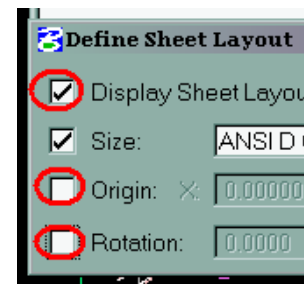 Define Sheet Layout
Display Sheet Layou
Size: ANSI D
Origin: X: 0.00000
Rotation: 0.0000